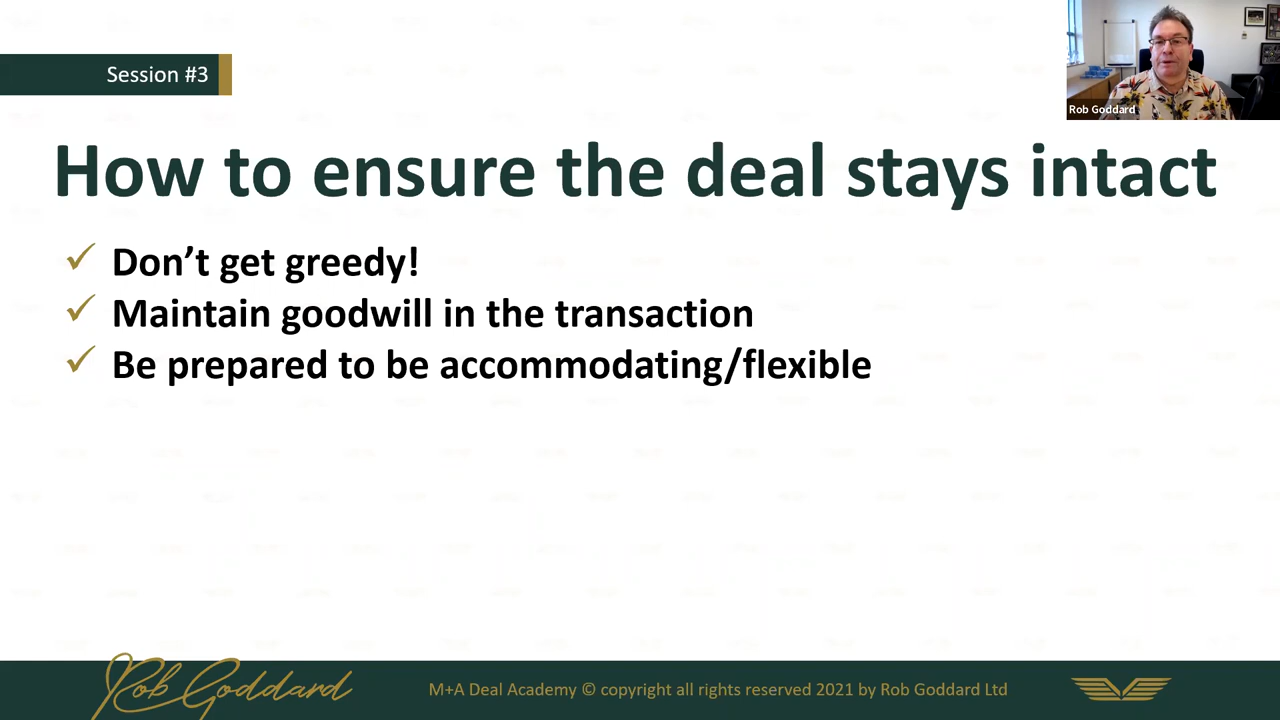 Session #3
Rob Goddard
How to ensure the deal stays intact
✓ Don't get greedy!
✓ Maintain goodwill in the transaction
✓ Be prepared to be accommodating/flexible
Rob Goddard
M+A Deal Academy © copyright all rights reserved 2021 by Rob Goddard Ltd